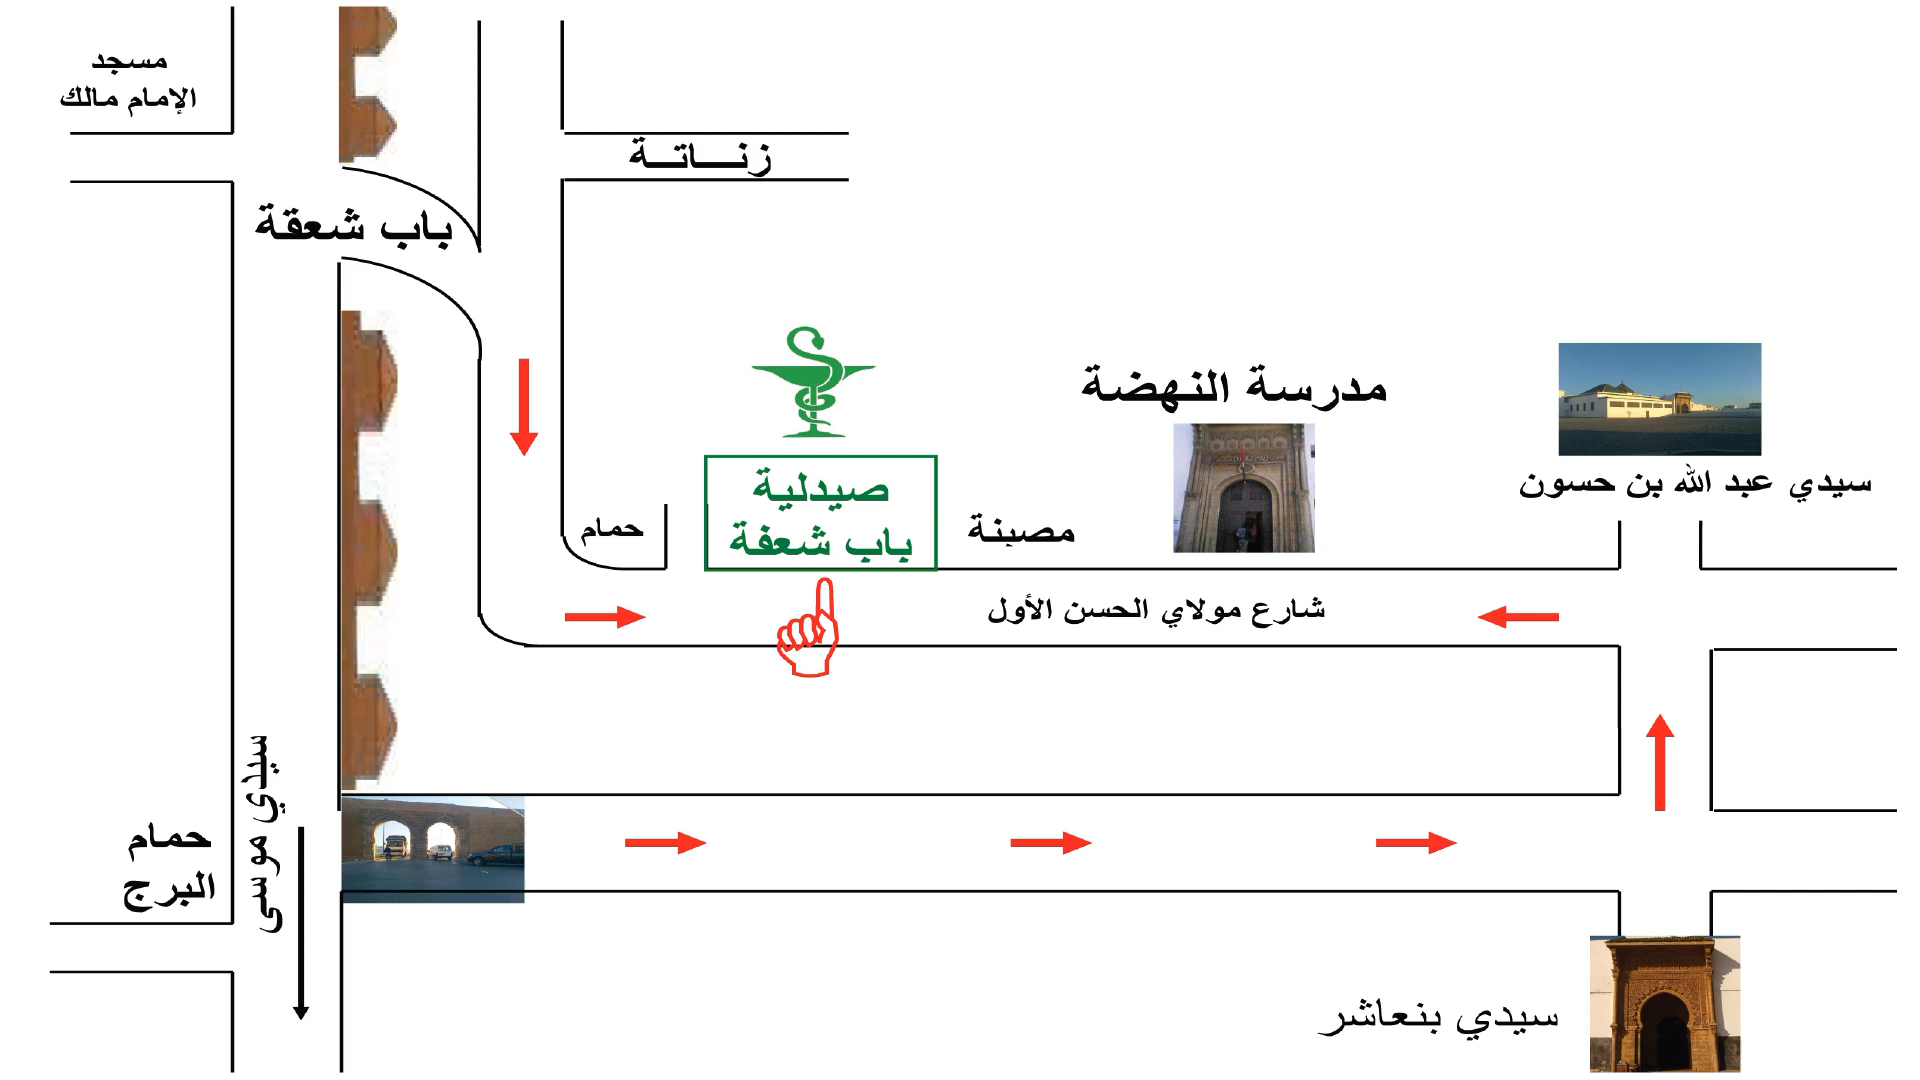 مسجد
الإمام مالك
زنـــاتــة
باب شعقة
مدرسة النهضة
سيدي عبد الله بن حسون
صيدلية
باب شعفة
حمام
مصبنة
شارع مولاي الحسن الأول
سيدي موسى
حمام
البرج
سيدي بنعاشر